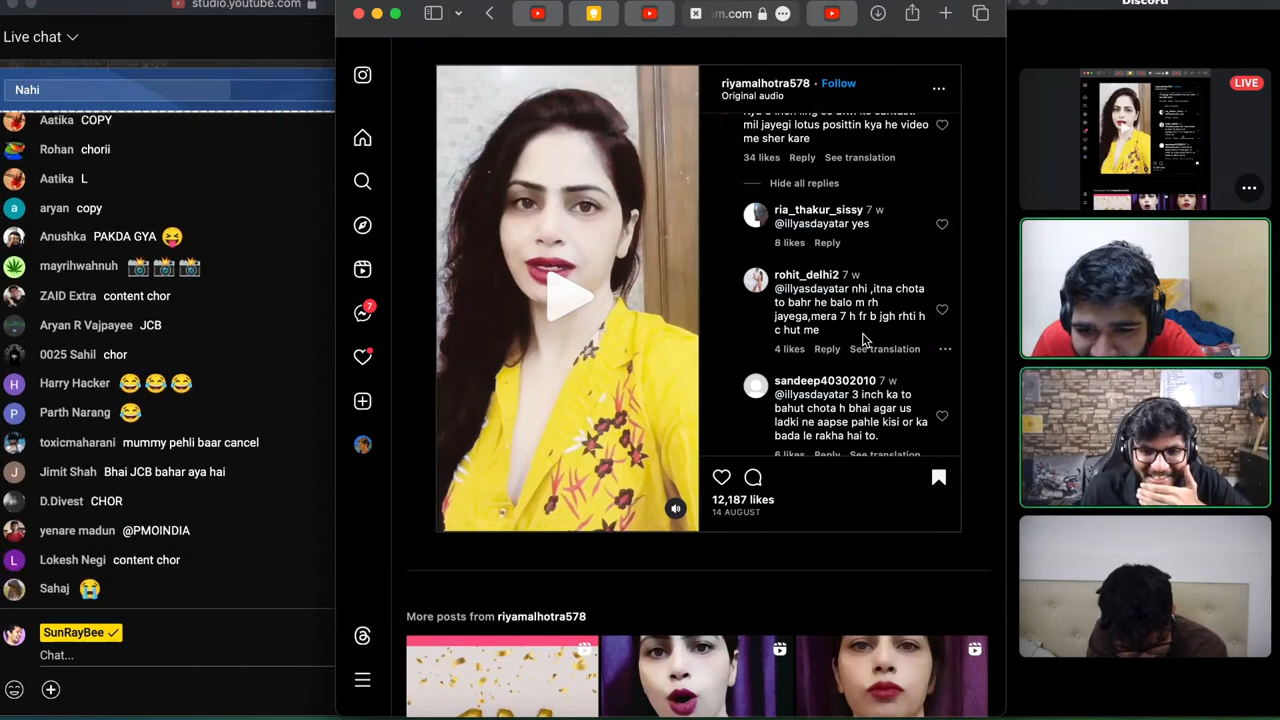 studio.youtube.com
Live chat
Nahi
Aatika COPY
Rohan chorii
Aatika L
aryan copy
Anushka PAKDA GYA
mayrihwahnuh
ZAID Extra content chor
Aryan R Vajpayee JCB
0025 Sahil chor
Harry Hacker
Parth Narang
toxicmaharani mummy pehli baar cancel
Jimit Shah Bhai JCB bahar aya hai
D.Divest CHOR
yenare madun @PMOINDIA
Lokesh Negi content chor
Sahaj
SunRayBee
Chat...
m.com
7
riyamalhotra578 · Follow
Original audio
mil jayegi lotus posittin kya he video
me sher kare
34 likes Reply See translation
Hide all replies
ria_thakur_sissy 7 w
@illyasdayatar yes
8 likes Reply
rohit_delhi2 7 w
@illyasdayatar nhi ,itna chota
to bahr he balo m rh
jayega,mera 7 h fr b jgh rhti h
c hut me
4 likes Reply See translation
sandeep40302010 7 w
@illyasdayatar 3 inch ka to
bahut chota h bhai agar us
ladki ne aapse pahle kisi or ka
bada le rakha hai to.
6 likes Reply See translation
12,187 likes
14 AUGUST
More posts from riyamalhotra578
Discord
LIVE